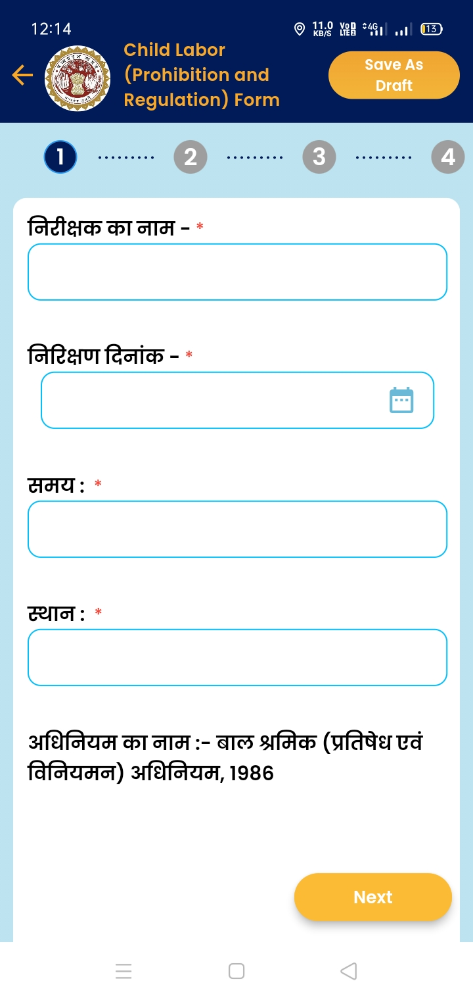 12:14
11.0 KB/S
4G
13
Child Labor
(Prohibition and
Regulation) Form
Save As
Draft
1 2 3 4
निरीक्षक का नाम - *
निरिक्षण दिनांक - *
समय : *
स्थान : *
अधिनियम का नाम :- बाल श्रमिक (प्रतिषेध एवं
विनियमन) अधिनियम, 1986
Next